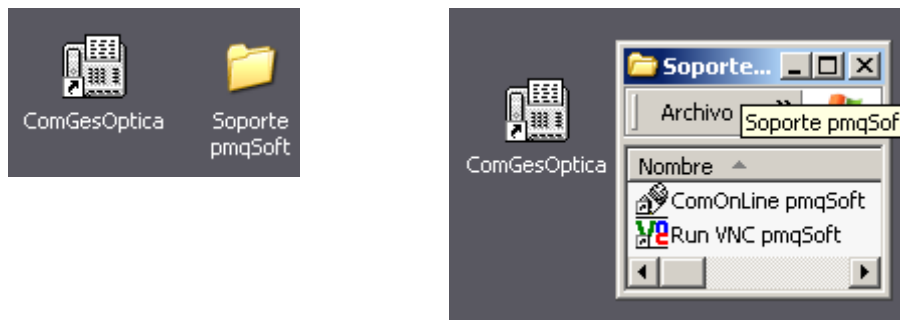 ComGesOptica
Soporte
pmqSoft
Soporte...
Archivo
Soporte pmqSof
ComGesOptica
Nombre
ComOnLine pmqSoft
Run VNC pmqSoft